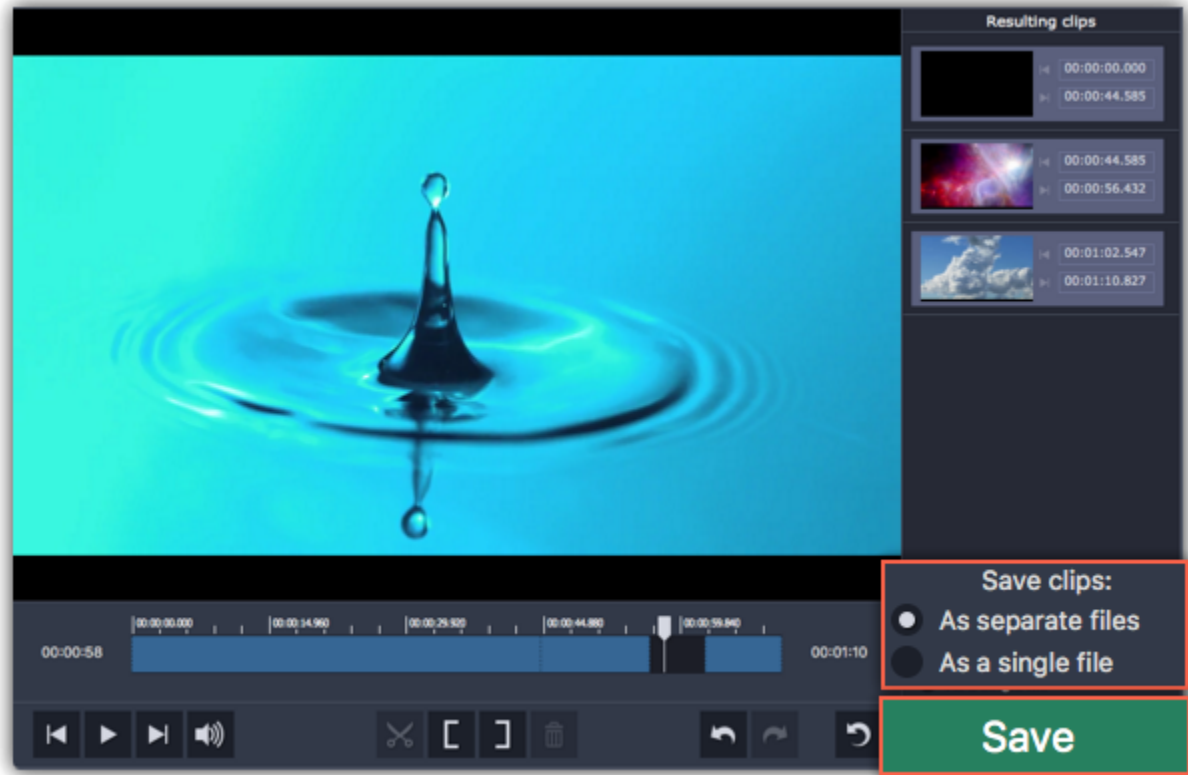 Resulting clips
00:00:00.000
00:00:44.585
00:00:44.585
00:00:56.432
00:01:02.547
00:01:10.827
Save clips:
As separate files
As a single file
00:00:00.000 00:00:14.960 00:00:29.920 00:00:44.880 00:00:59.840
00:00:58 00:01:10
Save